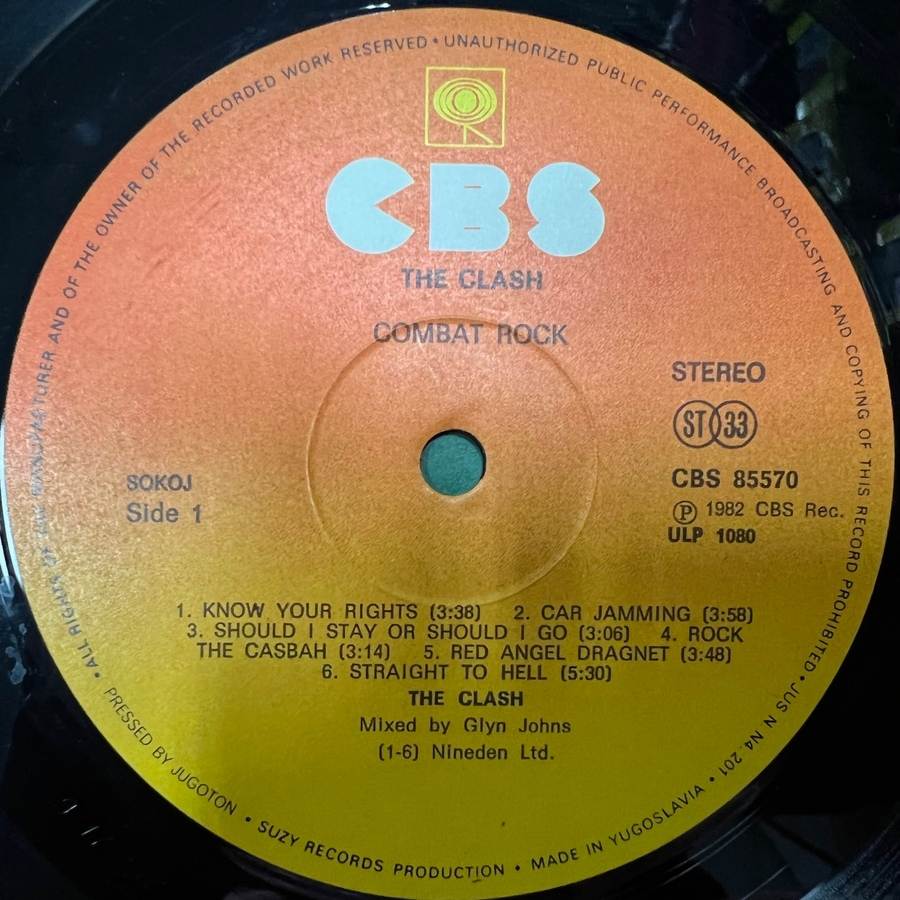 ALL RIGHTS OF THE MANUFACTURER AND OF THE OWNER OF THE RECORDED WORK RESERVED • UNAUTHORIZED PUBLIC PERFORMANCE BROADCASTING AND COPYING OF THIS RECORD PROHIBITED • JUS N N4. 201 •
CBS
THE CLASH
COMBAT ROCK
STEREO
ST 33
CBS 85570
Ⓟ 1982 CBS Rec.
ULP 1080
SOKOJ
Side 1
1. KNOW YOUR RIGHTS (3:38) 2. CAR JAMMING (3:58)
3. SHOULD I STAY OR SHOULD I GO (3:06) 4. ROCK
THE CASBAH (3:14) 5. RED ANGEL DRAGNET (3:48)
6. STRAIGHT TO HELL (5:30)
THE CLASH
Mixed by Glyn Johns
(1-6) Nineden Ltd.
• PRESSED BY JUGOTON • SUZY RECORDS PRODUCTION • MADE IN YUGOSLAVIA